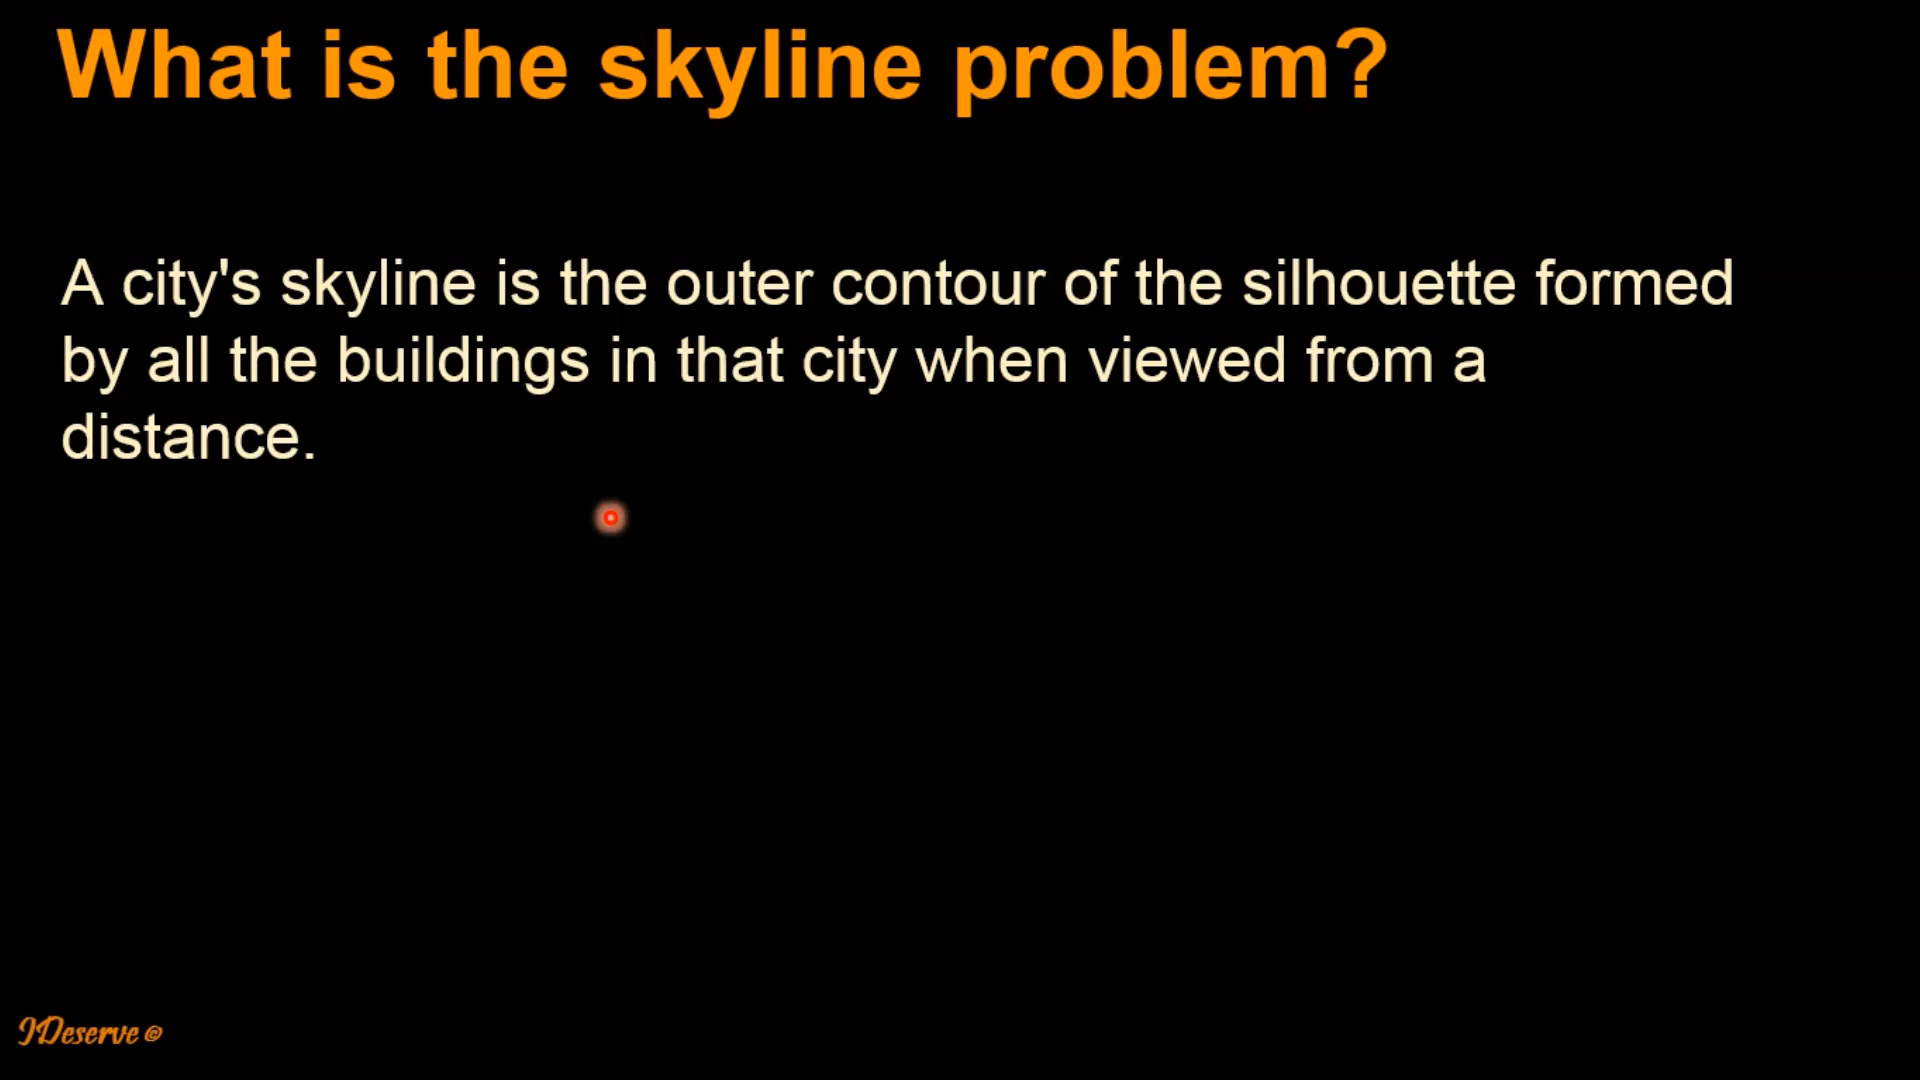 What is the skyline problem?
A city's skyline is the outer contour of the silhouette formed
by all the buildings in that city when viewed from a
distance.
IDeserve ©